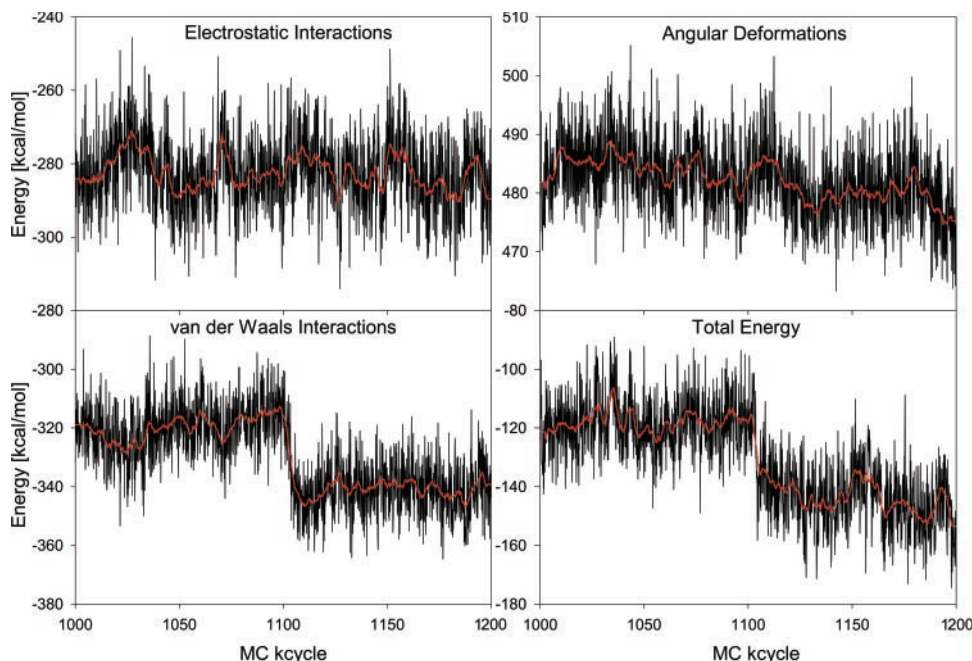 -240
Electrostatic Interactions
-260
-280
-300
-280
Energy [kcal/mol]
510
Angular Deformations
500
490
480
470
-80
van der Waals Interactions
-300
-320
-340
-360
-380
Energy [kcal/mol]
1000 1050 1100 1150 1200
MC kcycle
Total Energy
-100
-120
-140
-160
-180
1000 1050 1100 1150 1200
MC kcycle